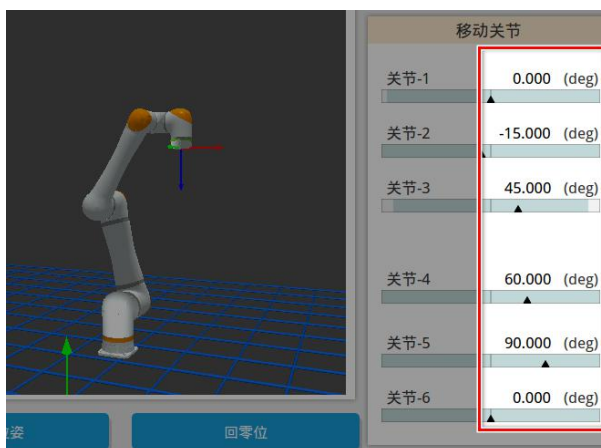 移动关节
关节-1 0.000 (deg)
关节-2 -15.000 (deg)
关节-3 45.000 (deg)
关节-4 60.000 (deg)
关节-5 90.000 (deg)
关节-6 0.000 (deg)
姿 回零位